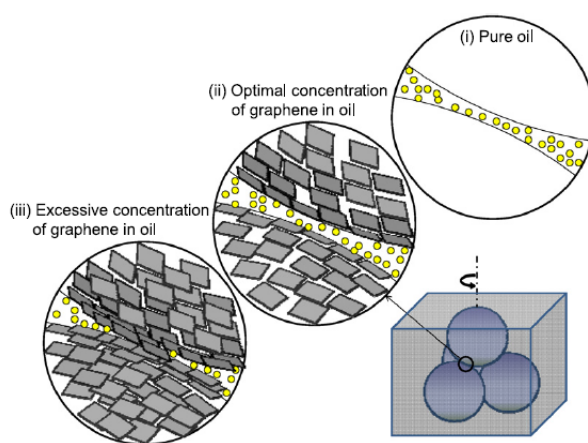 (i) Pure oil
(ii) Optimal concentration
of graphene in oil
(iii) Excessive concentration
of graphene in oil